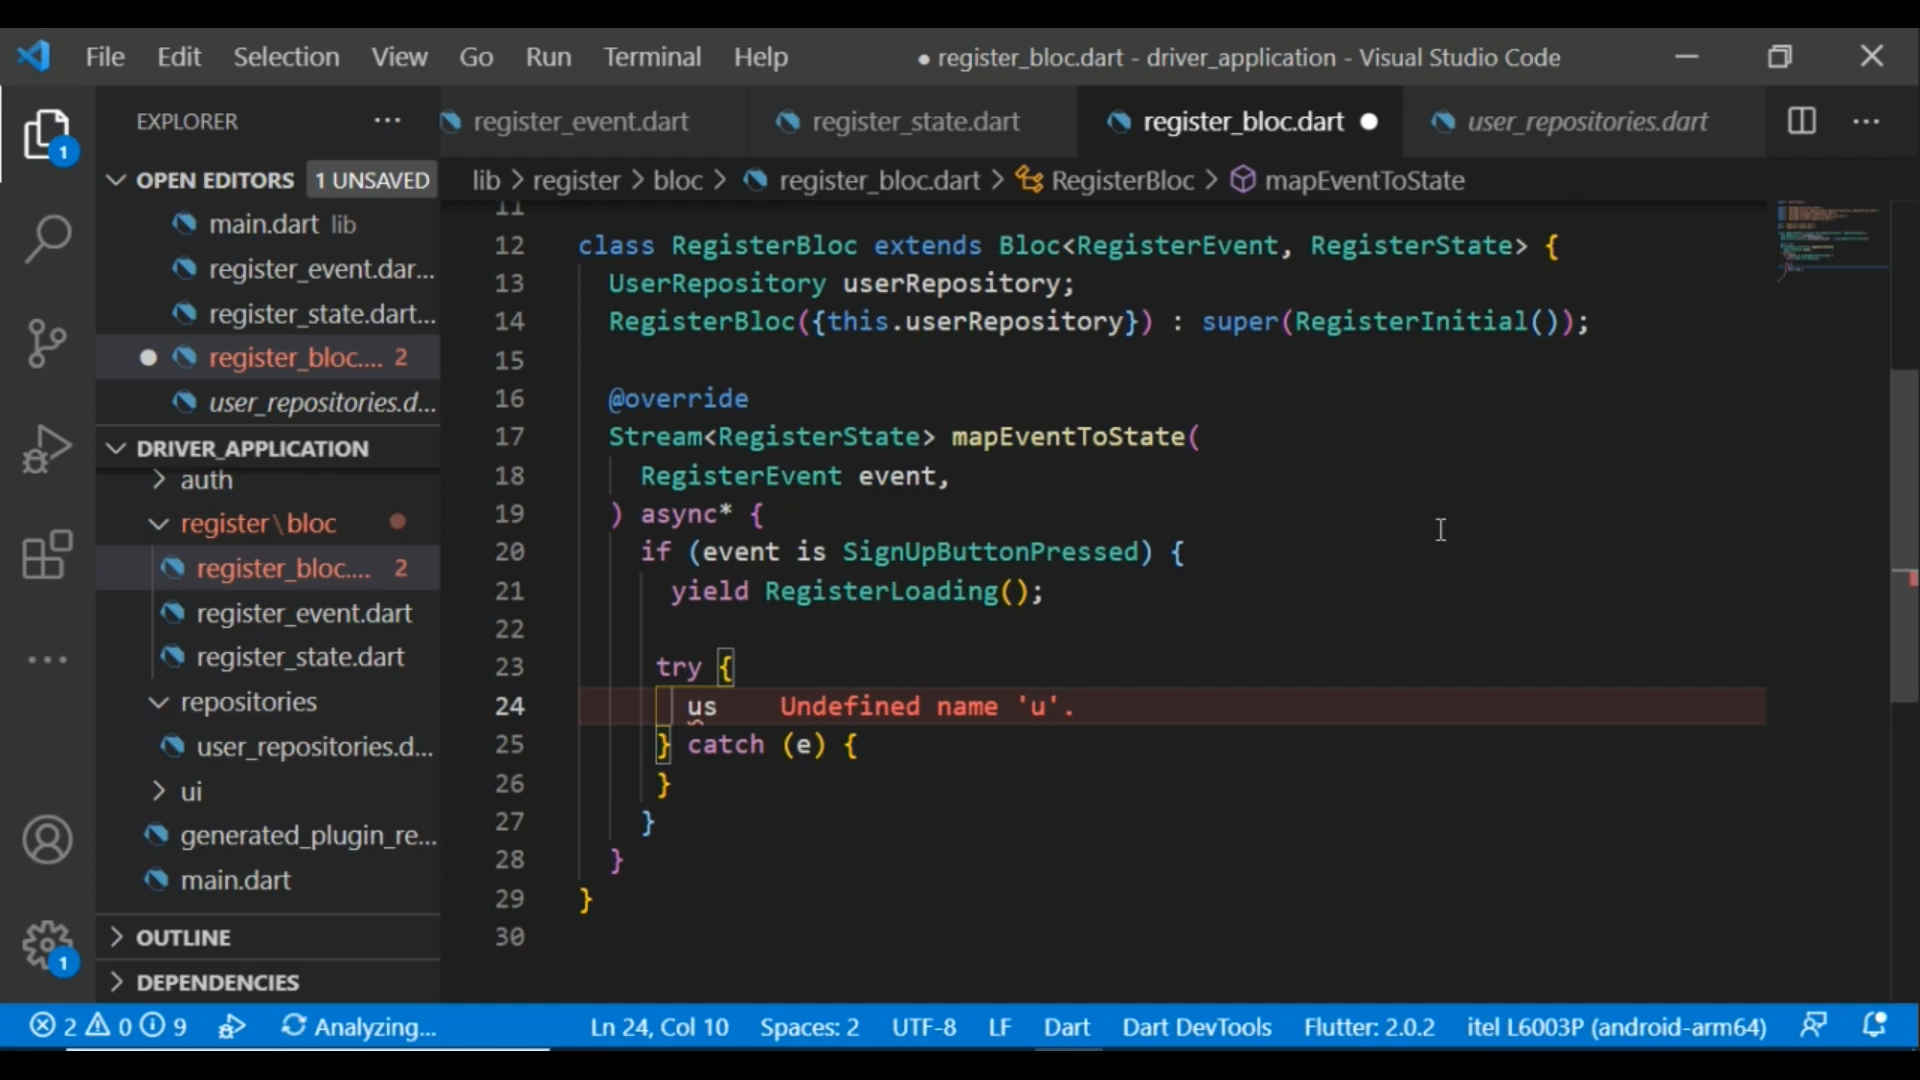 File Edit Selection View Go Run Terminal Help ● register_bloc.dart - driver_application - Visual Studio Code
EXPLORER
register_event.dart register_state.dart register_bloc.dart user_repositories.dart
1
OPEN EDITORS 1 UNSAVED
lib > register > bloc > register_bloc.dart > RegisterBloc > mapEventToState
main.dart lib
register_event.dar...
register_state.dart...
register_bloc.... 2
user_repositories.d...
DRIVER_APPLICATION
auth
register\bloc
register_bloc.... 2
register_event.dart
register_state.dart
repositories
user_repositories.d...
ui
generated_plugin_re...
main.dart
OUTLINE
DEPENDENCIES
1
11
12 class RegisterBloc extends Bloc<RegisterEvent, RegisterState> {
13 UserRepository userRepository;
14 RegisterBloc({this.userRepository}) : super(RegisterInitial());
15
16 @override
17 Stream<RegisterState> mapEventToState(
18 RegisterEvent event,
19 ) async* {
20 if (event is SignUpButtonPressed) {
21 yield RegisterLoading();
22
23 try {
24 us Undefined name 'u'.
25 } catch (e) {
26 }
27 }
28 }
29 }
30
2 0 9 Analyzing... Ln 24, Col 10 Spaces: 2 UTF-8 LF Dart Dart DevTools Flutter: 2.0.2 itel L6003P (android-arm64)